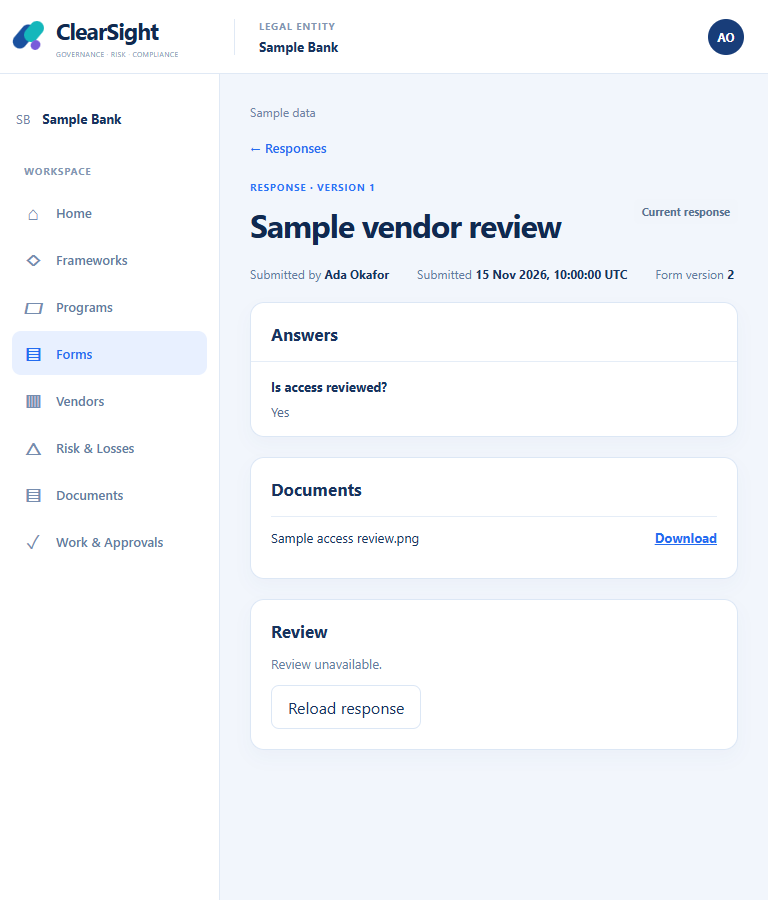 ClearSight
GOVERNANCE · RISK · COMPLIANCE
LEGAL ENTITY
Sample Bank
AO
SB Sample Bank
WORKSPACE
Home
Frameworks
Programs
Forms
Vendors
Risk & Losses
Documents
Work & Approvals
Sample data
← Responses
RESPONSE · VERSION 1
Sample vendor review
Current response
Submitted by Ada Okafor Submitted 15 Nov 2026, 10:00:00 UTC Form version 2
Answers
Is access reviewed?
Yes
Documents
Sample access review.png Download
Review
Review unavailable.
Reload response